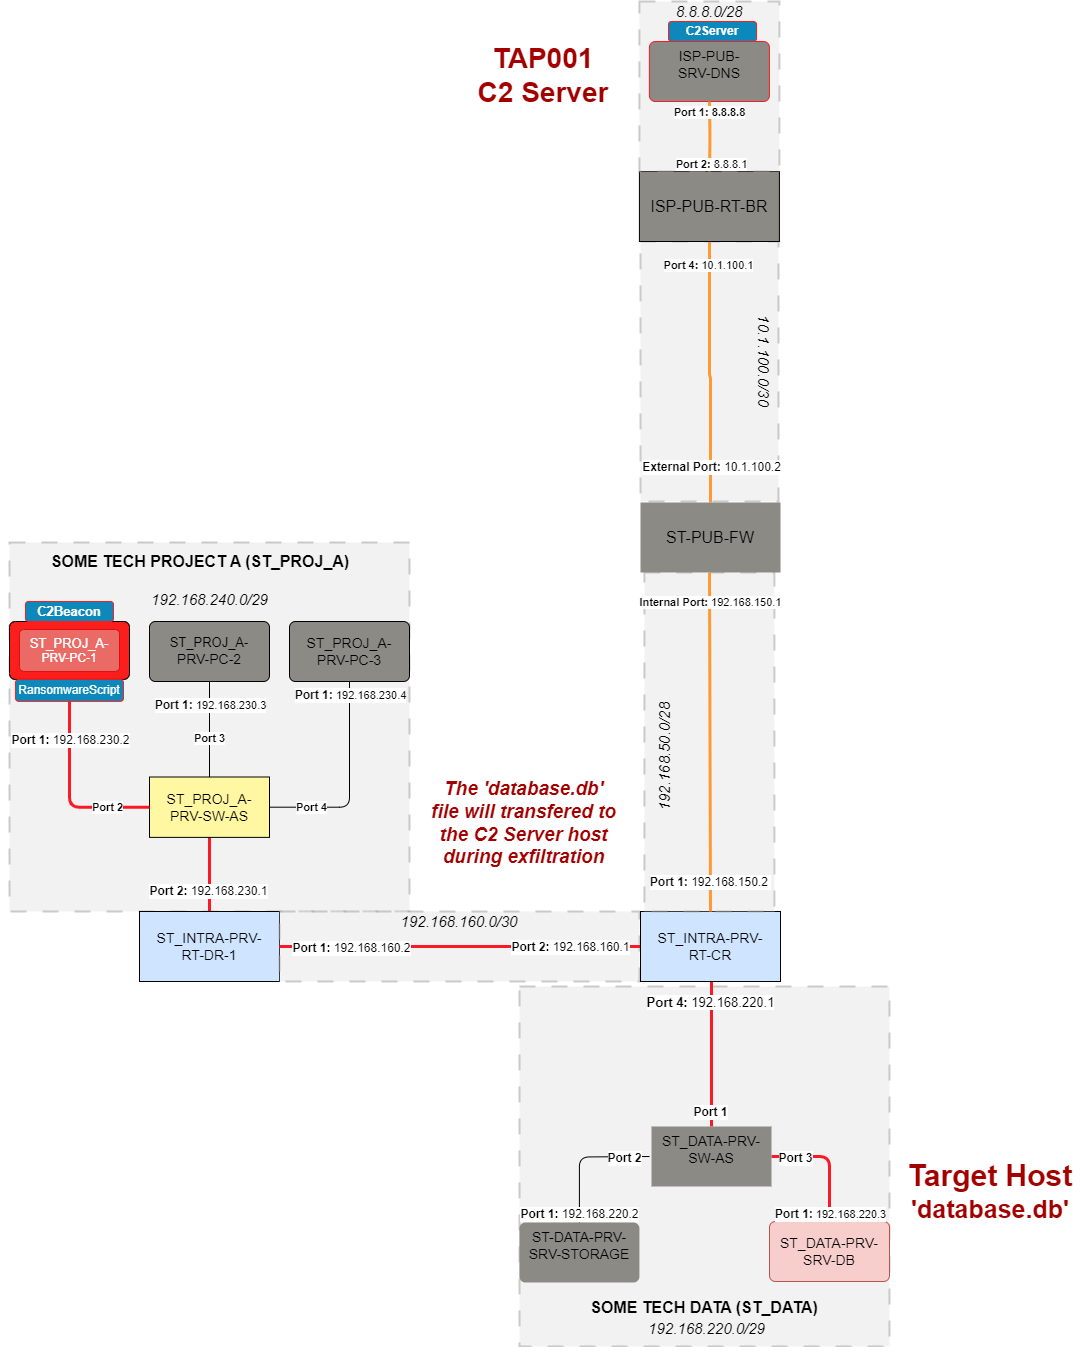 8.8.8.0/28
C2Server
ISP-PUB-
SRV-DNS
Port 1: 8.8.8.8
TAP001
C2 Server
Port 2: 8.8.8.1
ISP-PUB-RT-BR
Port 4: 10.1.100.1
10.1.100.0/30
External Port: 10.1.100.2
ST-PUB-FW
Internal Port: 192.168.150.1
192.168.50.0/28
Port 1: 192.168.150.2
SOME TECH PROJECT A (ST_PROJ_A)
192.168.240.0/29
C2Beacon
ST_PROJ_A-
PRV-PC-1
RansomwareScript
ST_PROJ_A-
PRV-PC-2
ST_PROJ_A-
PRV-PC-3
Port 1: 192.168.230.2
Port 1: 192.168.230.3
Port 1: 192.168.230.4
Port 3
Port 2
Port 4
ST_PROJ_A-
PRV-SW-AS
Port 2: 192.168.230.1
The 'database.db'
file will transfered to
the C2 Server host
during exfiltration
ST_INTRA-PRV-
RT-DR-1
192.168.160.0/30
Port 1: 192.168.160.2
Port 2: 192.168.160.1
ST_INTRA-PRV-
RT-CR
Port 4: 192.168.220.1
Port 1
ST_DATA-PRV-
SW-AS
Port 2
Port 3
Port 1: 192.168.220.2
Port 1: 192.168.220.3
ST-DATA-PRV-
SRV-STORAGE
ST_DATA-PRV-
SRV-DB
Target Host
'database.db'
SOME TECH DATA (ST_DATA)
192.168.220.0/29